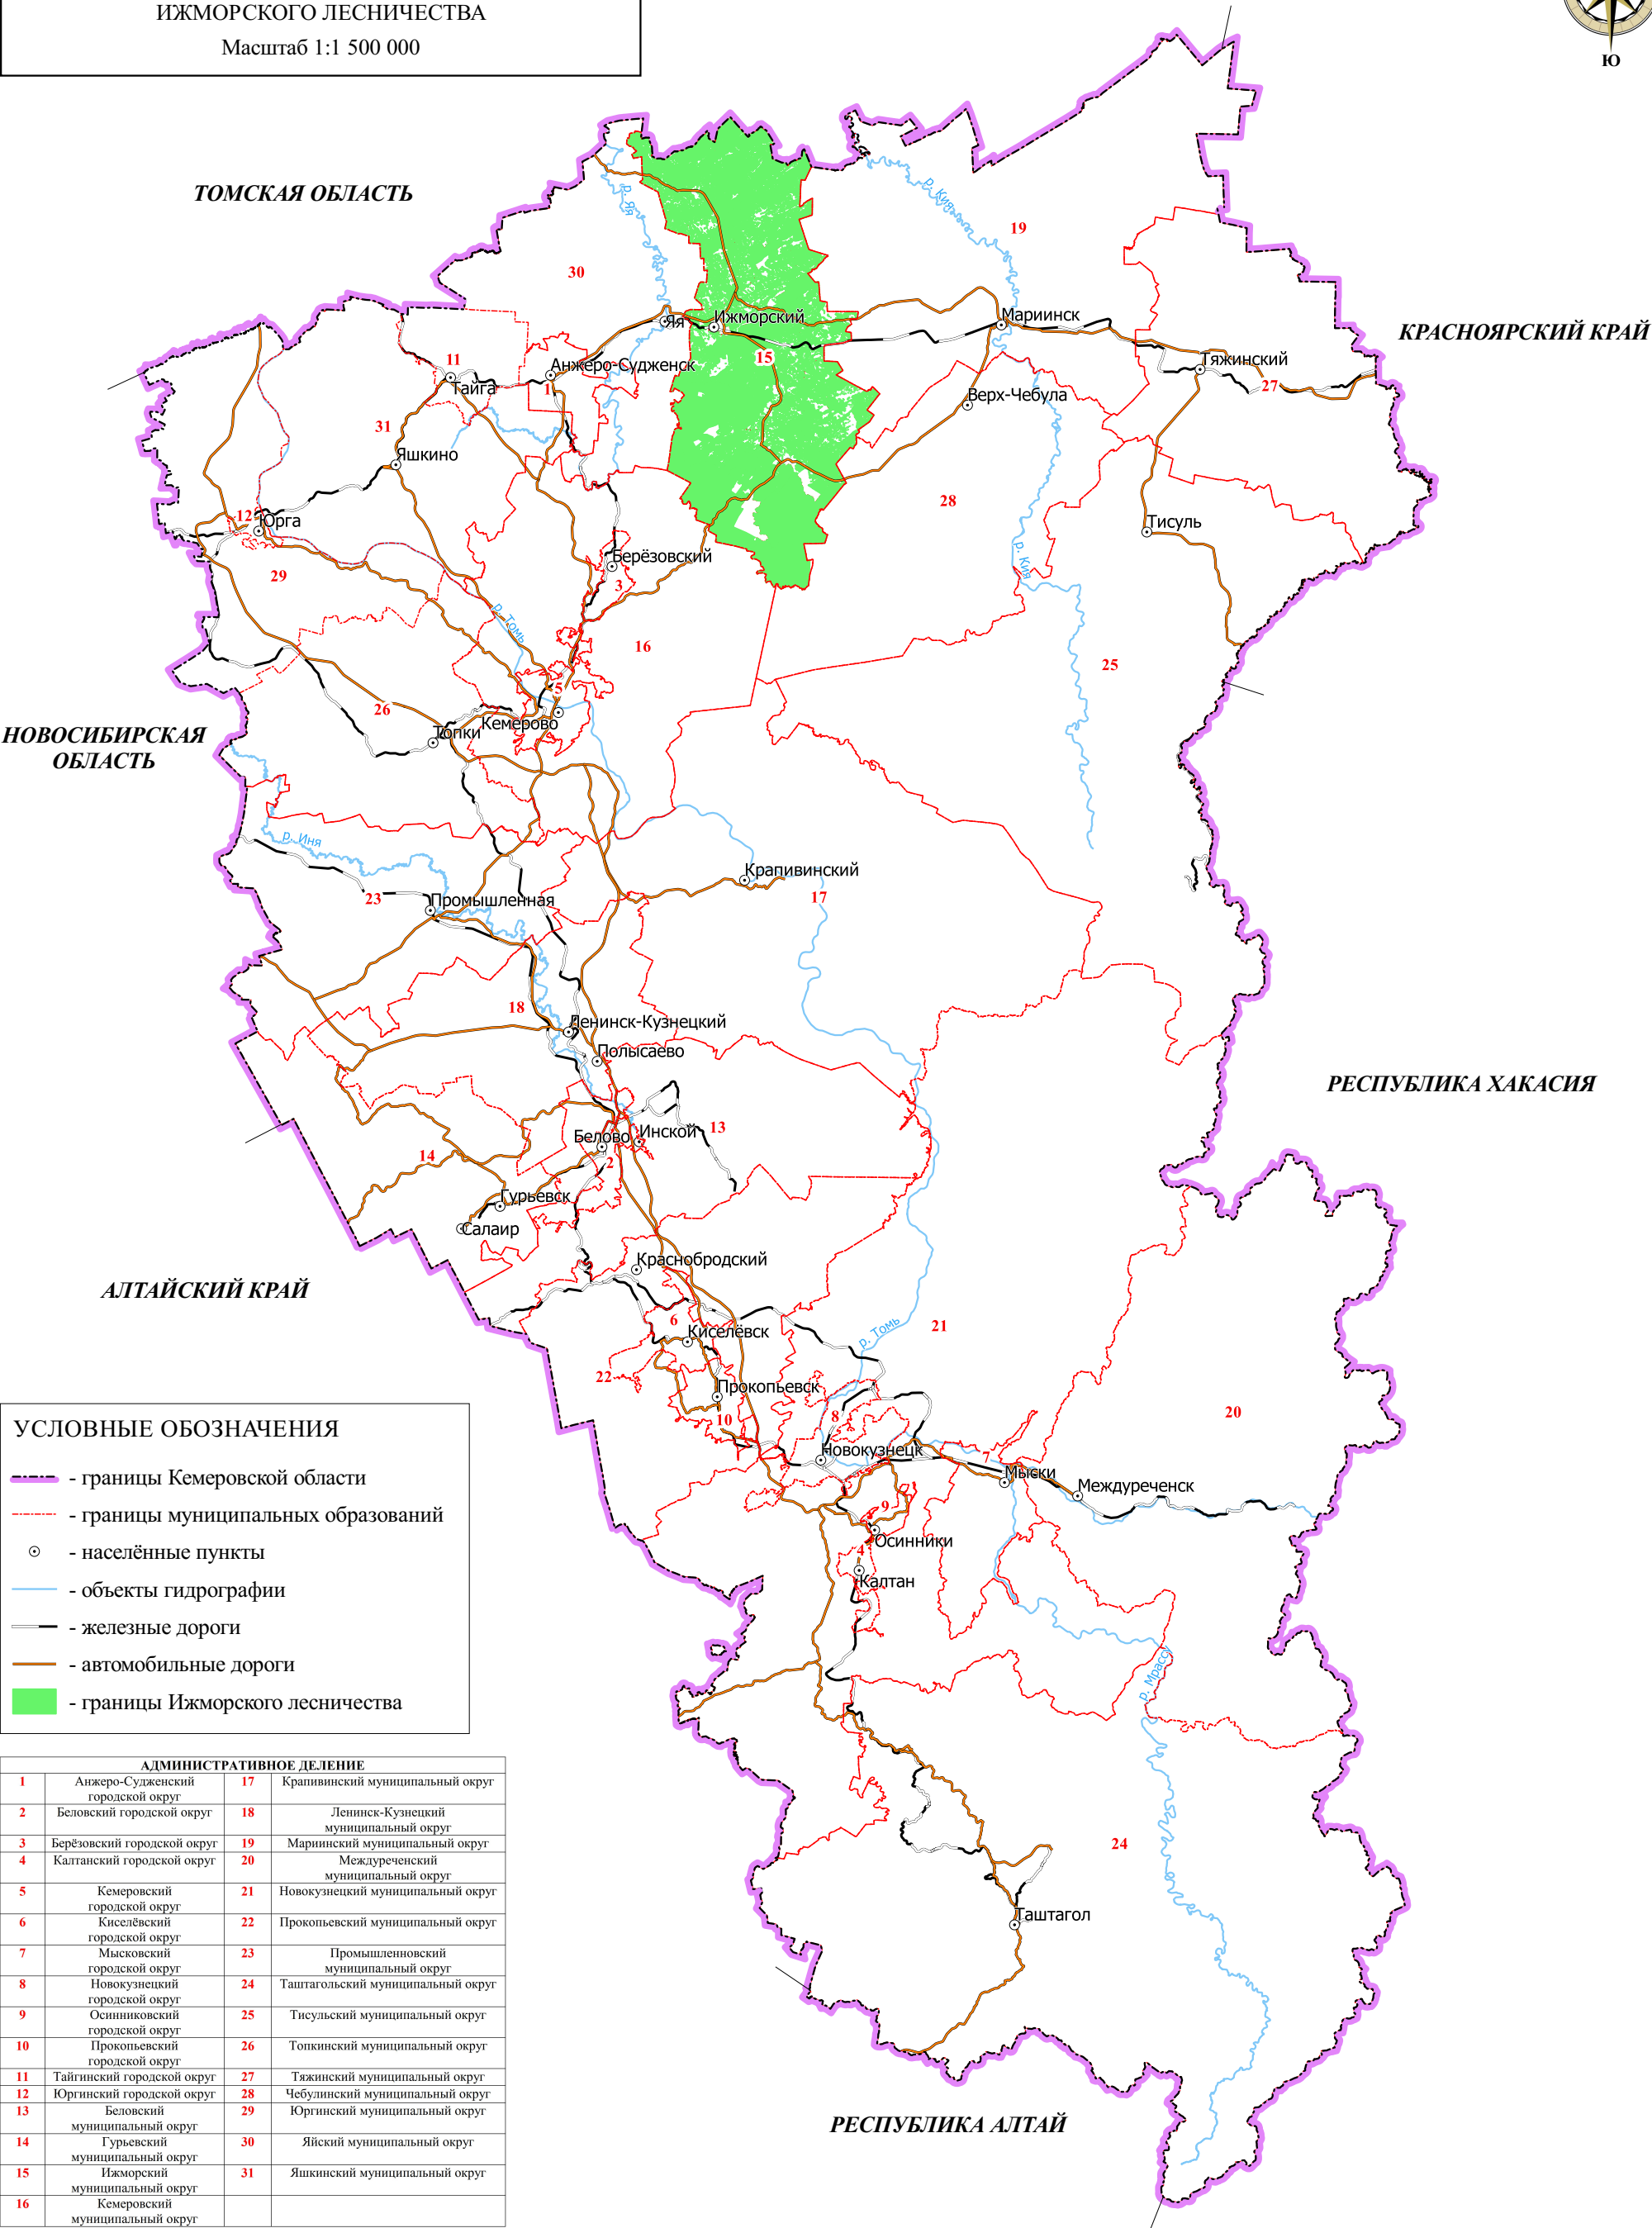 ИЖМОРСКОГО ЛЕСНИЧЕСТВА
Масштаб 1:1 500 000
Ю
ТОМСКАЯ ОБЛАСТЬ
р. Яя
р. Кия
19
30
Яя
Ижморский
Мариинск
КРАСНОЯРСКИЙ КРАЙ
11
Тайга
Анжеро-Судженск
1
15
Тяжинский
27
Верх-Чебула
31
Яшкино
28
12
Юрга
Тисуль
29
Берёзовский
3
р. Кия
р. Томь
16
25
5
26
Кемерово
Топки
НОВОСИБИРСКАЯ
ОБЛАСТЬ
р. Иня
Крапивинский
17
23
Промышленная
18
Ленинск-Кузнецкий
Полысаево
РЕСПУБЛИКА ХАКАСИЯ
13
Белово
Инской
2
14
Гурьевск
Салаир
Краснобродский
АЛТАЙСКИЙ КРАЙ
6
Киселёвск
р. Томь
21
22
Прокопьевск
10
8
20
Новокузнецк
7
Мыски
Междуреченск
9
Осинники
4
Калтан
р. Мрассу
24
Таштагол
РЕСПУБЛИКА АЛТАЙ
УСЛОВНЫЕ ОБОЗНАЧЕНИЯ
- границы Кемеровской области
- границы муниципальных образований
- населённые пункты
- объекты гидрографии
- железные дороги
- автомобильные дороги
- границы Ижморского лесничества
АДМИНИСТРАТИВНОЕ ДЕЛЕНИЕ
1 Анжеро-Судженский городской округ 17 Крапивинский муниципальный округ
2 Беловский городской округ 18 Ленинск-Кузнецкий муниципальный округ
3 Берёзовский городской округ 19 Мариинский муниципальный округ
4 Калтанский городской округ 20 Междуреченский муниципальный округ
5 Кемеровский городской округ 21 Новокузнецкий муниципальный округ
6 Киселёвский городской округ 22 Прокопьевский муниципальный округ
7 Мысковский городской округ 23 Промышленновский муниципальный округ
8 Новокузнецкий городской округ 24 Таштагольский муниципальный округ
9 Осинниковский городской округ 25 Тисульский муниципальный округ
10 Прокопьевский городской округ 26 Топкинский муниципальный округ
11 Тайгинский городской округ 27 Тяжинский муниципальный округ
12 Юргинский городской округ 28 Чебулинский муниципальный округ
13 Беловский муниципальный округ 29 Юргинский муниципальный округ
14 Гурьевский муниципальный округ 30 Яйский муниципальный округ
15 Ижморский муниципальный округ 31 Яшкинский муниципальный округ
16 Кемеровский муниципальный округ